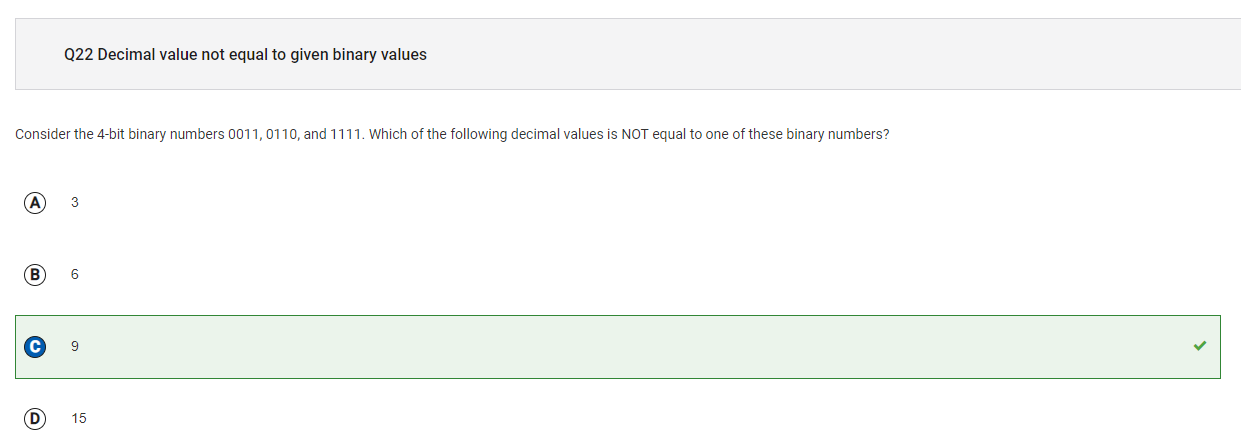 Q22 Decimal value not equal to given binary values
Consider the 4-bit binary numbers 0011, 0110, and 1111. Which of the following decimal values is NOT equal to one of these binary numbers?
A 3
B 6
C 9
D 15